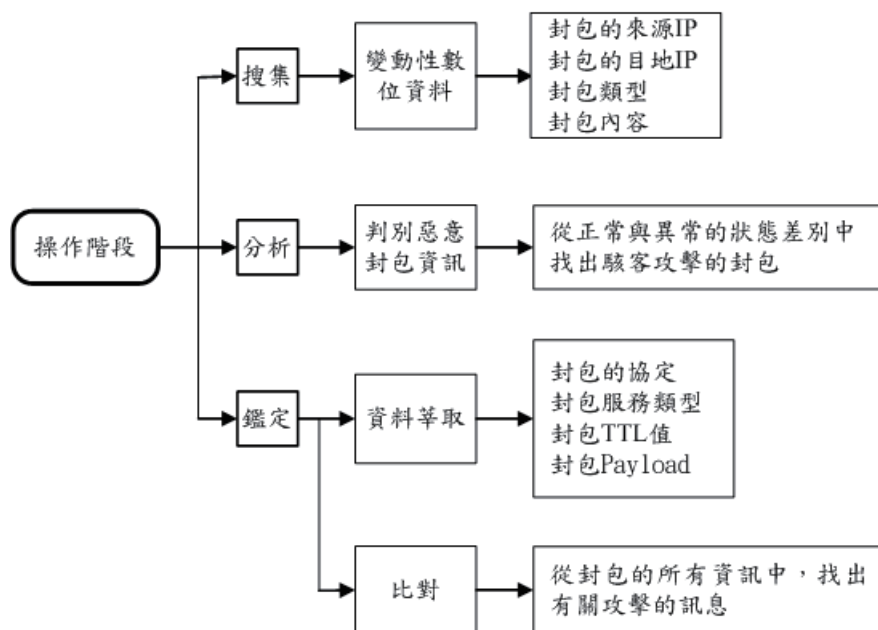 操作階段
搜集
變動性數
位資料
封包的來源IP
封包的目地IP
封包類型
封包內容
分析
判別惡意
封包資訊
從正常與異常的狀態差別中
找出駭客攻擊的封包
鑑定
資料萃取
封包的協定
封包服務類型
封包TTL值
封包Payload
比對
從封包的所有資訊中，找出
有關攻擊的訊息